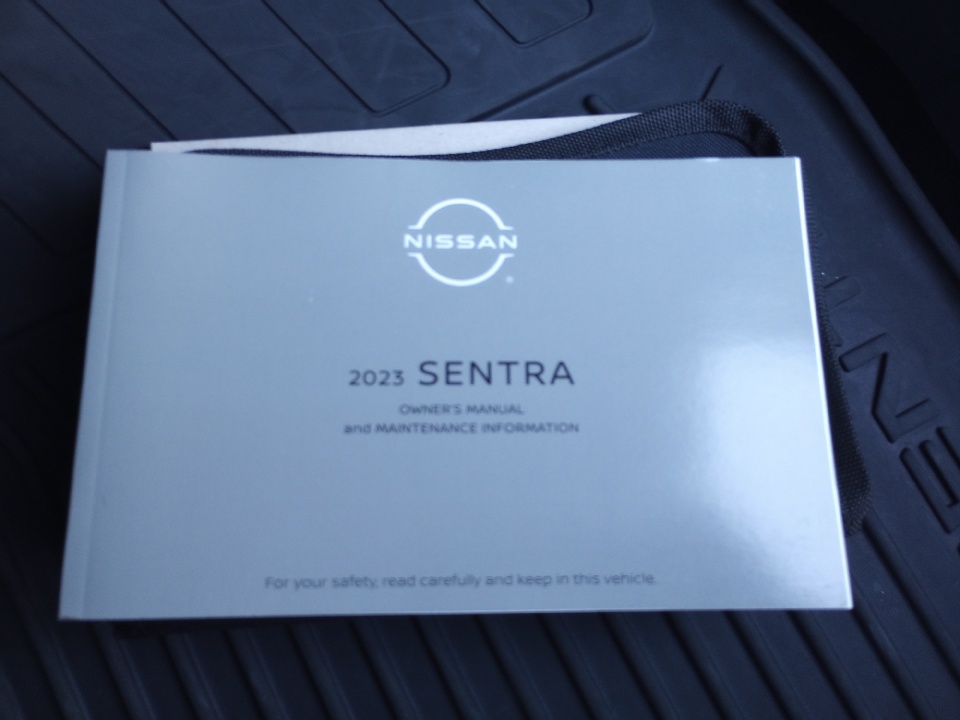 NISSAN
2023 SENTRA
OWNER'S MANUAL
and MAINTENANCE INFORMATION
For your safety, read carefully and keep in this vehicle.